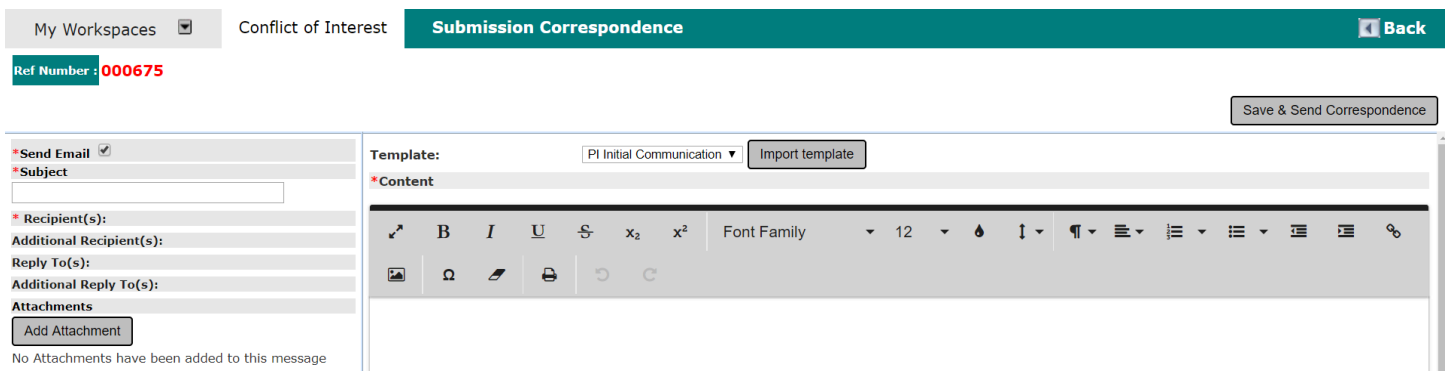 My Workspaces Conflict of Interest Submission Correspondence Back
Ref Number : 000675
Save & Send Correspondence
*Send Email
*Subject
* Recipient(s):
Additional Recipient(s):
Reply To(s):
Additional Reply To(s):
Attachments
Add Attachment
No Attachments have been added to this message
Template: PI Initial Communication Import template
*Content
B I U S x₂ x² Font Family 12
Ω